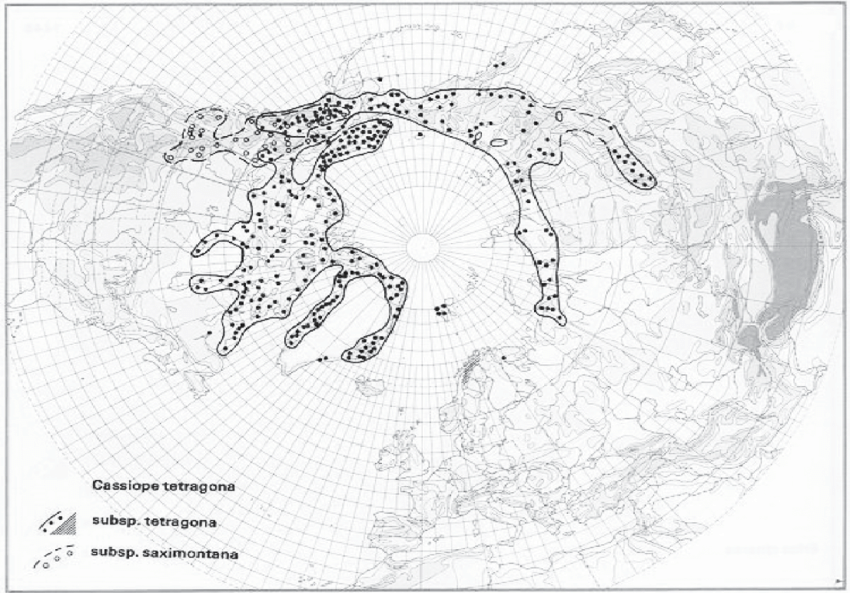 Cassiope tetragona
subsp. tetragona
subsp. saximontana